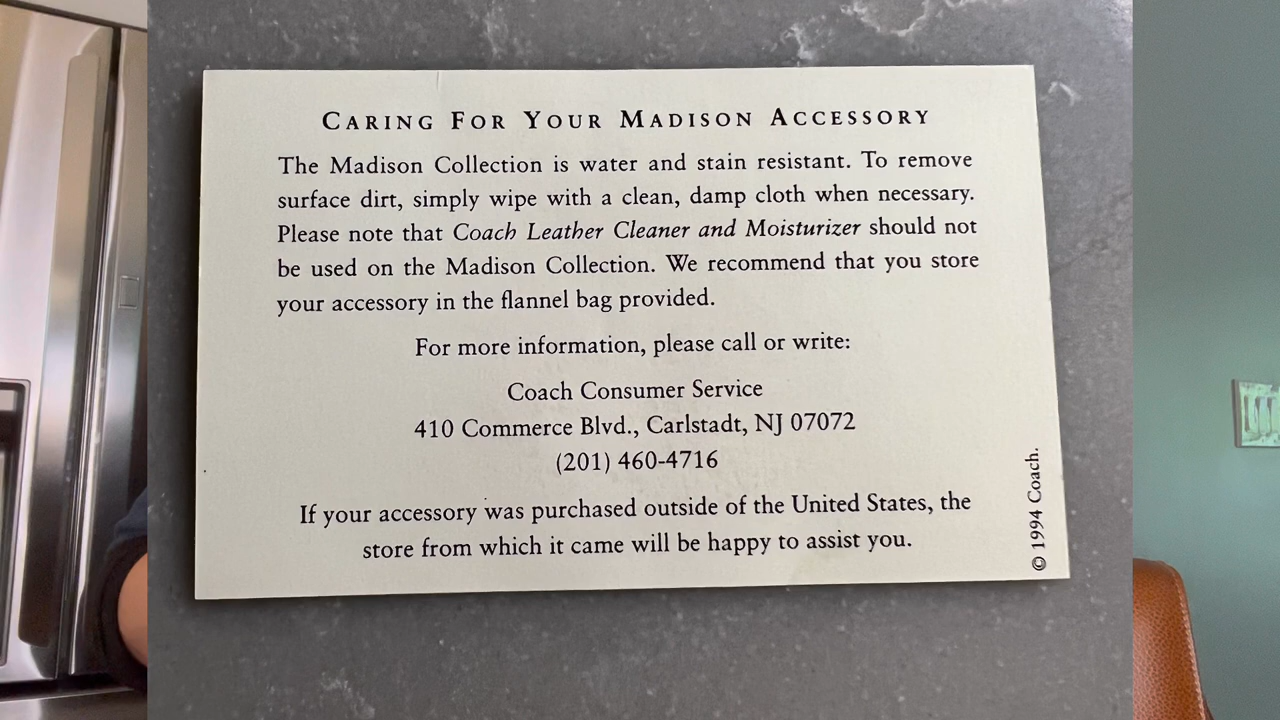 CARING FOR YOUR MADISON ACCESSORY
The Madison Collection is water and stain resistant. To remove
surface dirt, simply wipe with a clean, damp cloth when necessary.
Please note that Coach Leather Cleaner and Moisturizer should not
be used on the Madison Collection. We recommend that you store
your accessory in the flannel bag provided.
For more information, please call or write:
Coach Consumer Service
410 Commerce Blvd., Carlstadt, NJ 07072
(201) 460-4716
If your accessory was purchased outside of the United States, the
store from which it came will be happy to assist you.
© 1994 Coach.